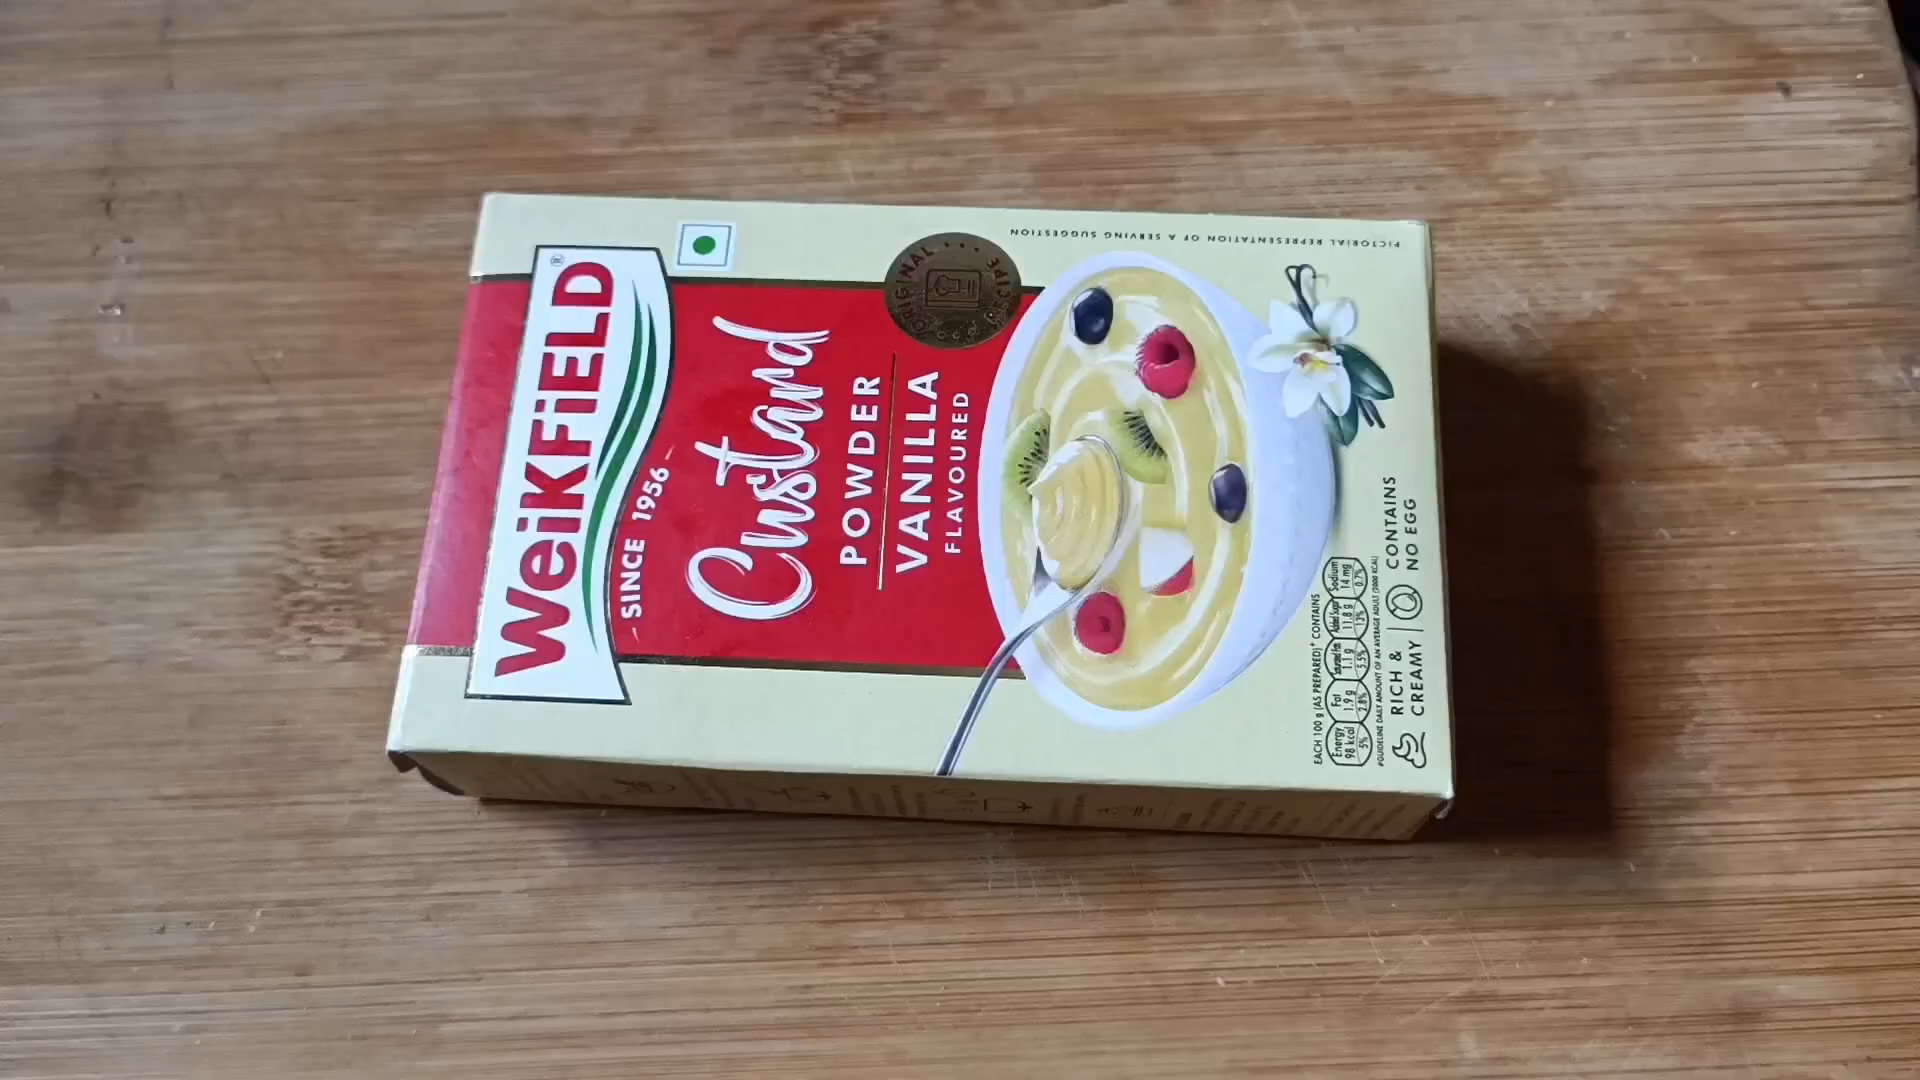 WeiKFiELD
®
SINCE 1956
Custard
POWDER
VANILLA
FLAVOURED
ORIGINAL
RECIPE
PICTORIAL REPRESENTATION OF A SERVING SUGGESTION
EACH 100 g (AS PREPARED)* CONTAINS
Energy Fat Saturated Fat Added Sugar Sodium
98 kcal 1.9 g 1.1 g 11.8 g 14 mg
5% 2.8% 5.5% 13% 0.7%
#GUIDELINE DAILY AMOUNT OF AN AVERAGE ADULT (2000 KCAL)
RICH &
CREAMY
CONTAINS
NO EGG